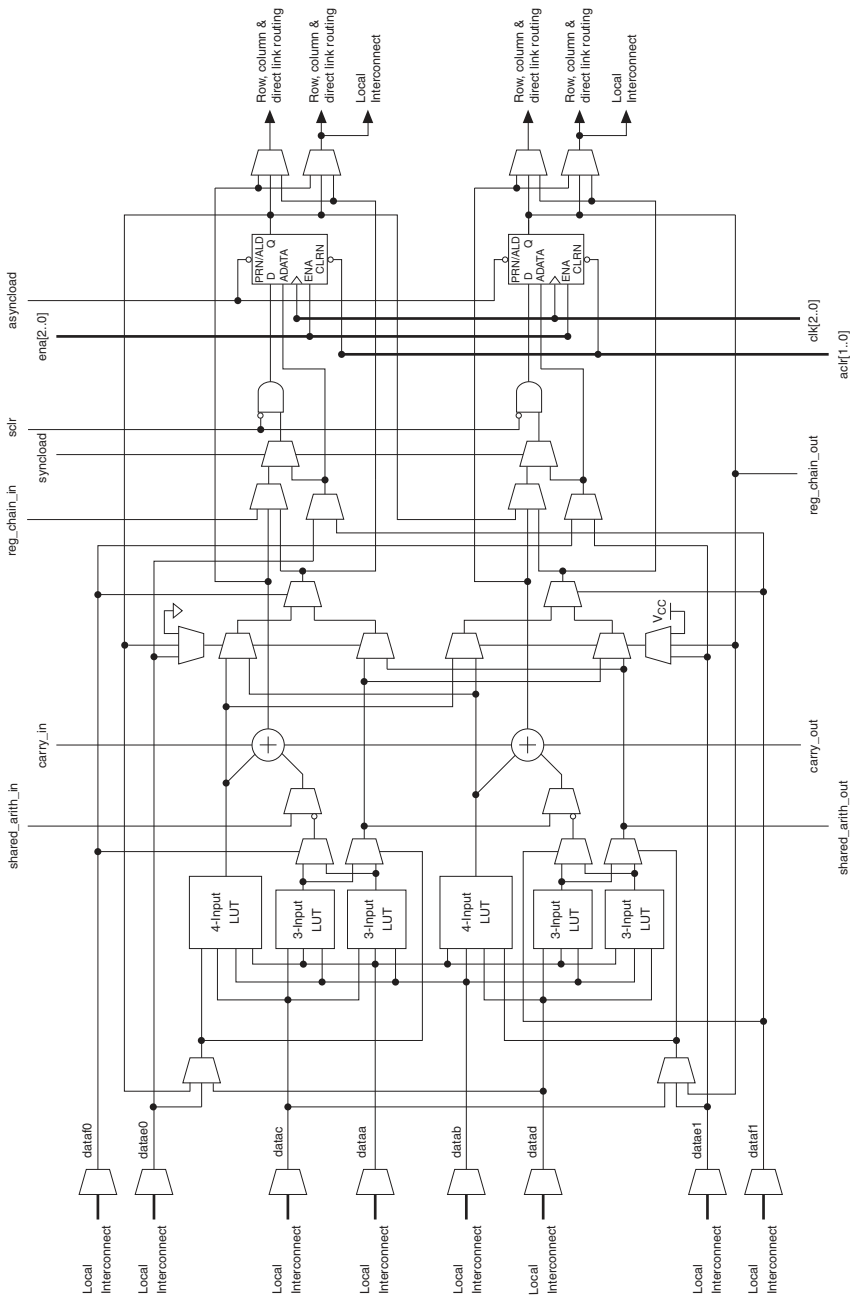 shared_arith_in
carry_in
reg_chain_in
syncload
sclr
ena[2..0]
asyncload
Local
Interconnect
dataf0
Local
Interconnect
datae0
4-Input
LUT
Row, column &
direct link routing
PRN/ALD
D Q
ADATA
ENA
CLRN
Row, column &
direct link routing
Local
Interconnect
Local
Interconnect
datac
3-Input
LUT
Local
Interconnect
dataa
3-Input
LUT
Local
Interconnect
datab
4-Input
LUT
Local
Interconnect
datad
3-Input
LUT
Row, column &
direct link routing
PRN/ALD
D Q
ADATA
ENA
CLRN
Row, column &
direct link routing
Local
Interconnect
3-Input
LUT
VCC
Local
Interconnect
datae1
Local
Interconnect
dataf1
shared_arith_out
carry_out
reg_chain_out
aclr[1..0]
clk[2..0]